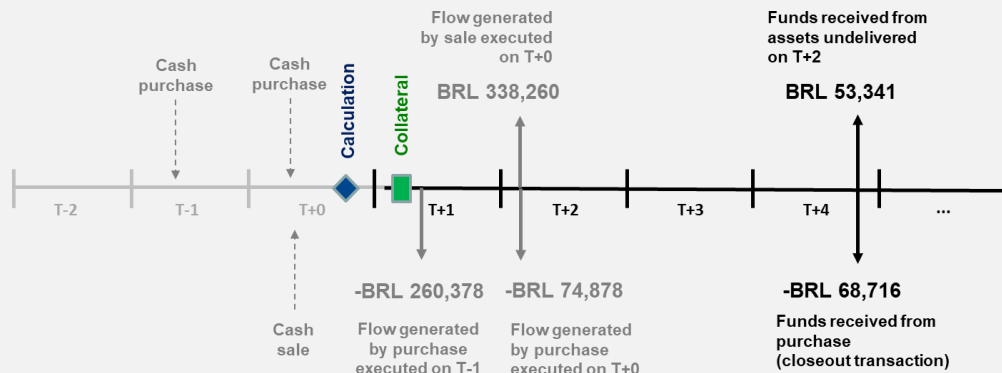 Flow generated
by sale executed
on T+0
BRL 338,260
Funds received from
assets undelivered
on T+2
BRL 53,341
Cash
purchase
Cash
purchase
Calculation
Collateral
T-2
T-1
T+0
T+1
T+2
T+3
T+4
...
-BRL 260,378
Flow generated
by purchase
executed on T-1
-BRL 74,878
Flow generated
by purchase
executed on T+0
-BRL 68,716
Funds received from
purchase
(closeout transaction)
Cash
sale